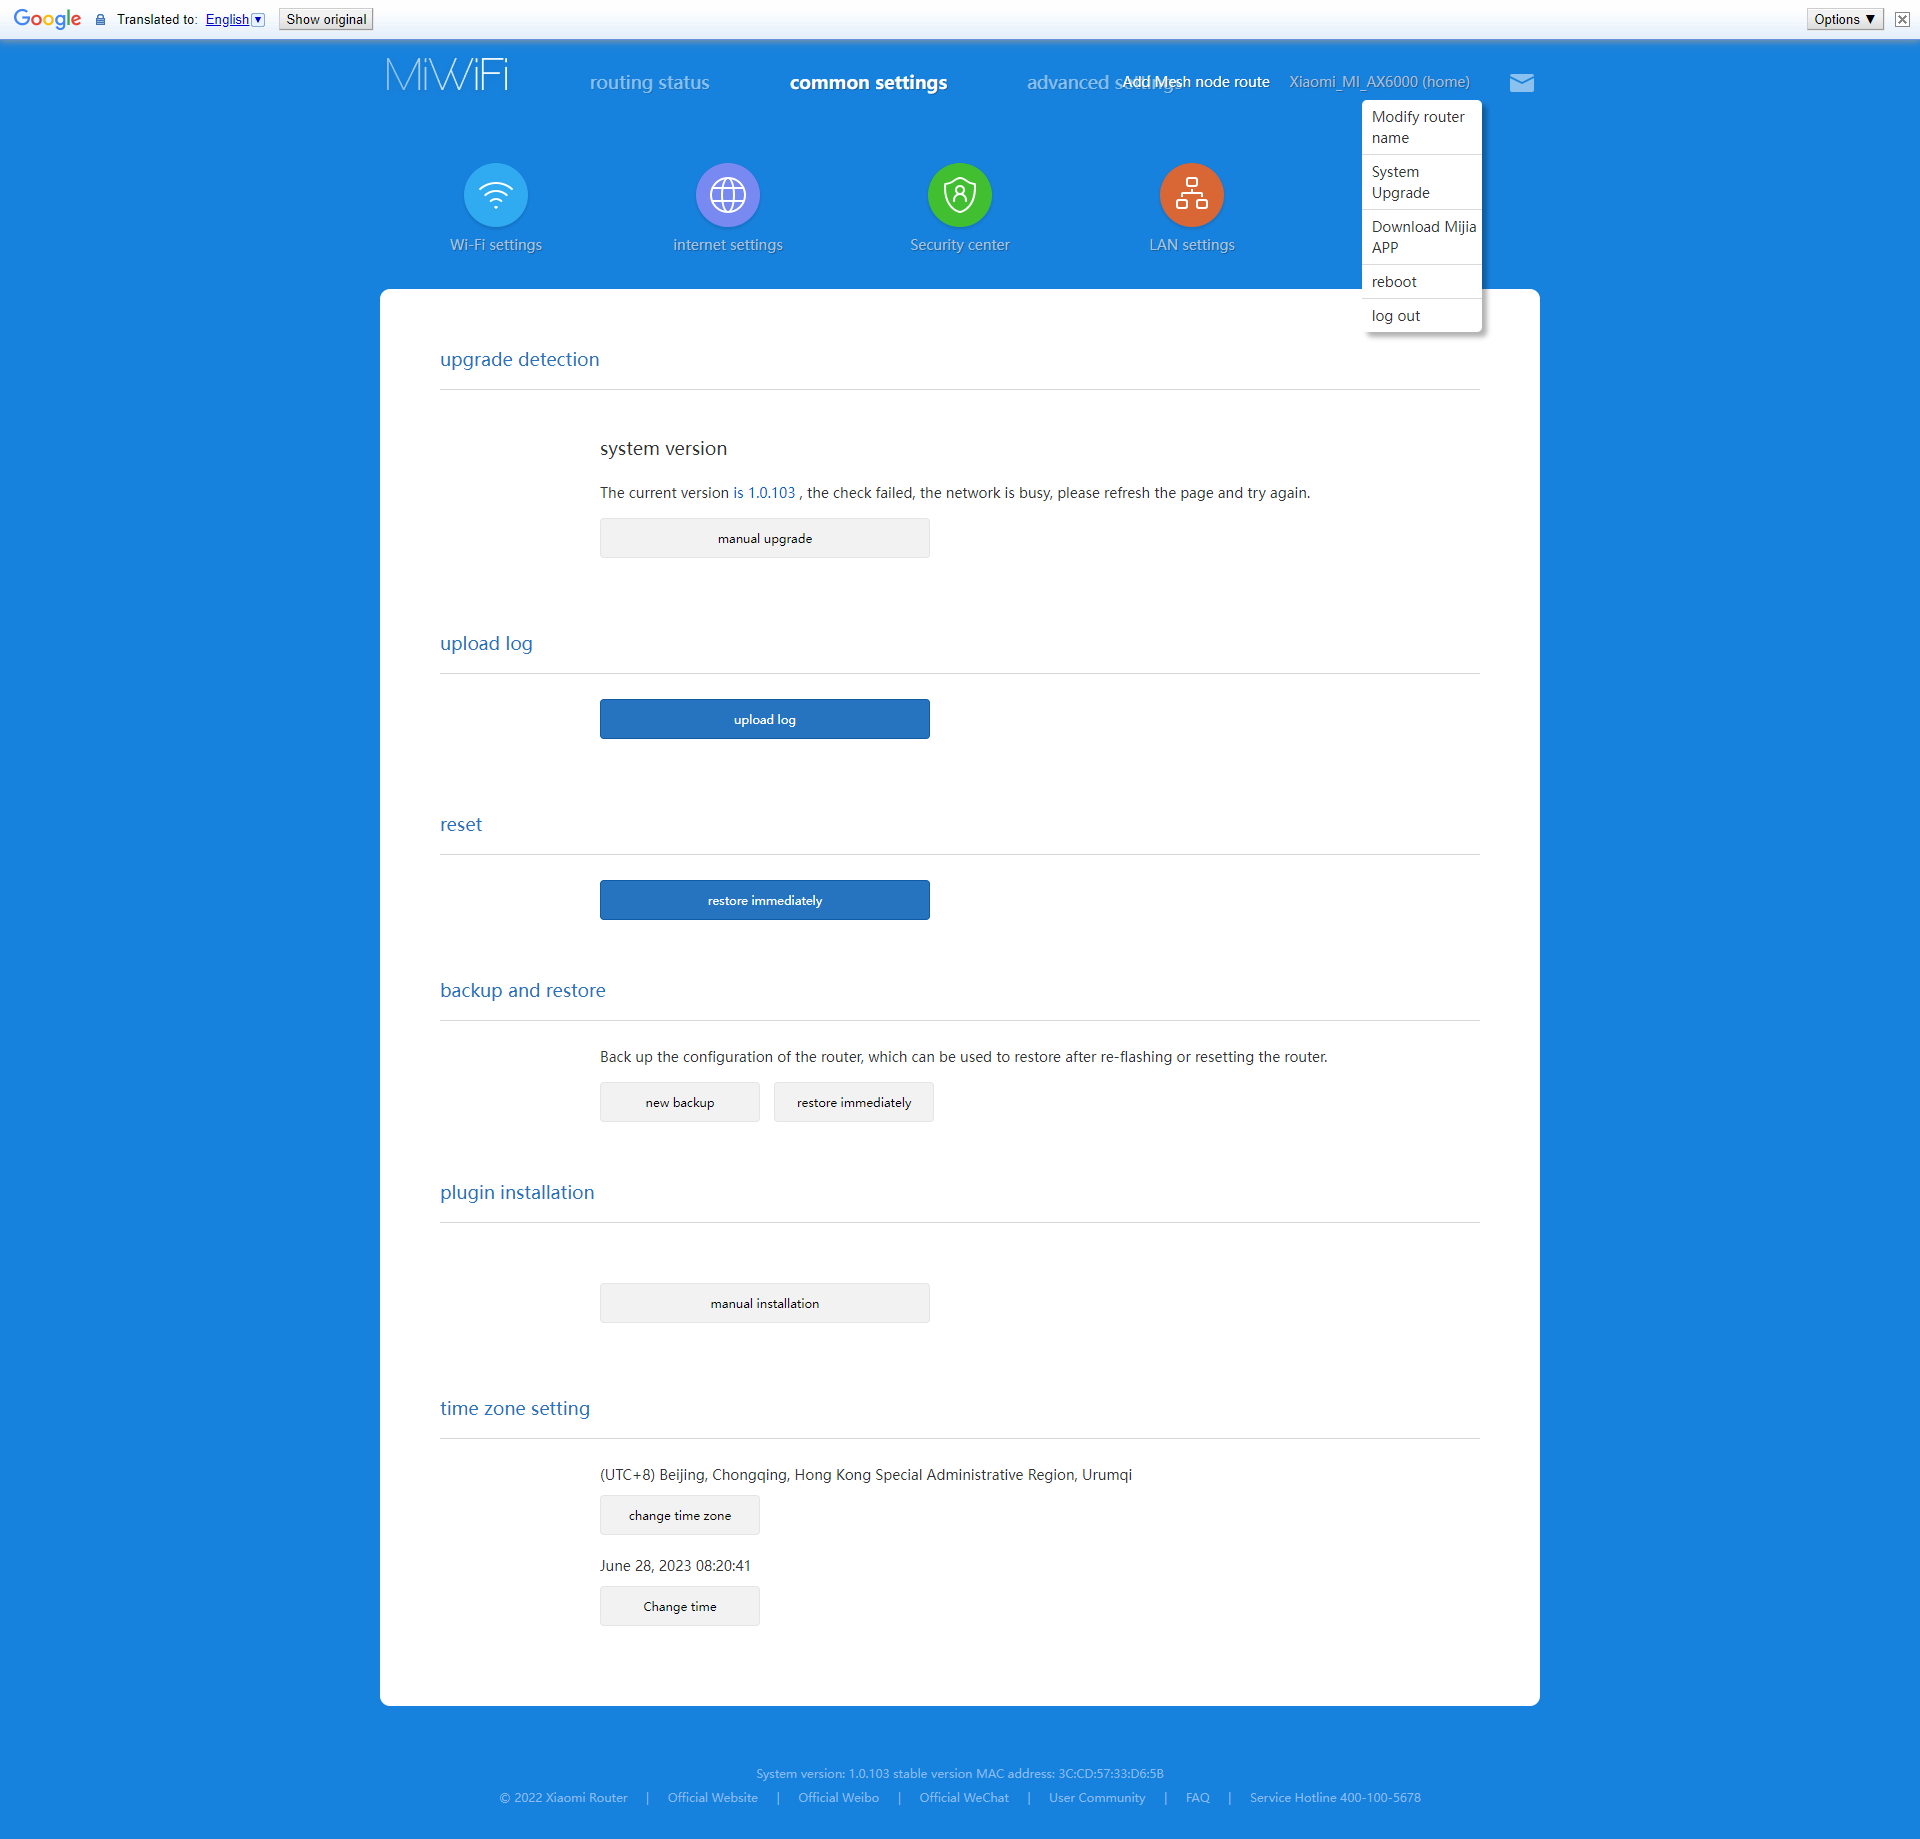 Google Translated to: English Show original Options ▼
MiWiFi routing status common settings advanced settings Add Mesh node route Xiaomi_MI_AX6000 (home)
Modify router
name
System
Upgrade
Download Mijia
APP
reboot
log out
Wi-Fi settings internet settings Security center LAN settings
upgrade detection
system version
The current version is 1.0.103 , the check failed, the network is busy, please refresh the page and try again.
manual upgrade
upload log
upload log
reset
restore immediately
backup and restore
Back up the configuration of the router, which can be used to restore after re-flashing or resetting the router.
new backup restore immediately
plugin installation
manual installation
time zone setting
(UTC+8) Beijing, Chongqing, Hong Kong Special Administrative Region, Urumqi
change time zone
June 28, 2023 08:20:41
Change time
System version: 1.0.103 stable version MAC address: 3C:CD:57:33:D6:5B
© 2022 Xiaomi Router | Official Website | Official Weibo | Official WeChat | User Community | FAQ | Service Hotline 400-100-5678